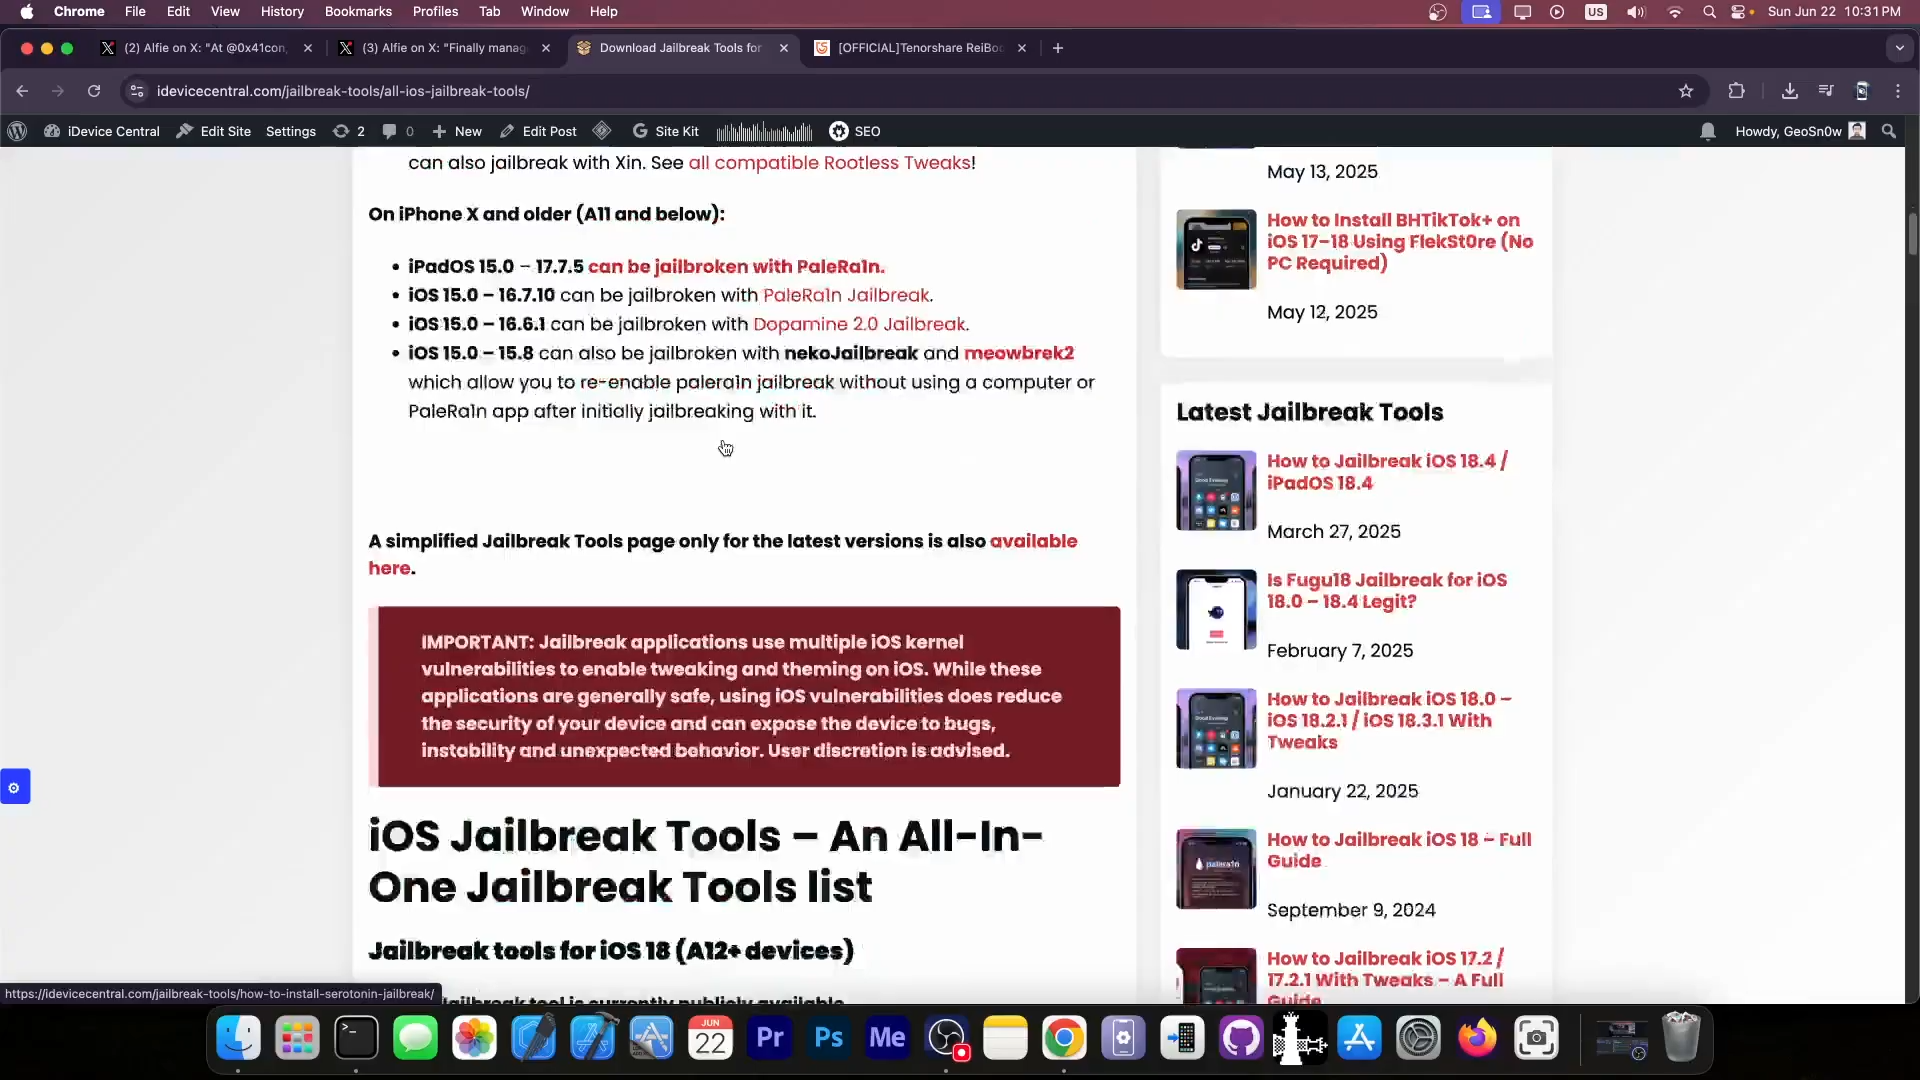 Chrome File Edit View History Bookmarks Profiles Tab Window Help
US
Sun Jun 22 10:31 PM
(2) Alfie on X: "At @0x41con,
(3) Alfie on X: "Finally manag
Download Jailbreak Tools for
[OFFICIAL]Tenorshare ReiBoo
idevicecentral.com/jailbreak-tools/all-ios-jailbreak-tools/
iDevice Central Edit Site Settings 2 0 New Edit Post Site Kit SEO Howdy, GeoSn0w
can also jailbreak with Xin. See all compatible Rootless Tweaks!
On iPhone X and older (A11 and below):
iPadOS 15.0 – 17.7.5 can be jailbroken with PaleRa1n.
iOS 15.0 – 16.7.10 can be jailbroken with PaleRa1n Jailbreak.
iOS 15.0 – 16.6.1 can be jailbroken with Dopamine 2.0 Jailbreak.
iOS 15.0 – 15.8 can also be jailbroken with nekoJailbreak and meowbrek2
which allow you to re-enable palera1n jailbreak without using a computer or
PaleRa1n app after initially jailbreaking with it.
A simplified Jailbreak Tools page only for the latest versions is also available
here.
IMPORTANT: Jailbreak applications use multiple iOS kernel
vulnerabilities to enable tweaking and theming on iOS. While these
applications are generally safe, using iOS vulnerabilities does reduce
the security of your device and can expose the device to bugs,
instability and unexpected behavior. User discretion is advised.
iOS Jailbreak Tools – An All-In-
One Jailbreak Tools list
Jailbreak tools for iOS 18 (A12+ devices)
jailbreak tool is currently publicly available
May 13, 2025
How to Install BHTikTok+ on
iOS 17–18 Using FlekSt0re (No
PC Required)
May 12, 2025
Latest Jailbreak Tools
How to Jailbreak iOS 18.4 /
iPadOS 18.4
March 27, 2025
Is Fugu18 Jailbreak for iOS
18.0 – 18.4 Legit?
February 7, 2025
How to Jailbreak iOS 18.0 –
iOS 18.2.1 / iOS 18.3.1 With
Tweaks
January 22, 2025
palera1n
How to Jailbreak iOS 18 – Full
Guide
September 9, 2024
How to Jailbreak iOS 17.2 /
17.2.1 With Tweaks – A Full
Guide
https://idevicecentral.com/jailbreak-tools/how-to-install-serotonin-jailbreak/
JUN
22
Pr
Ps
Me